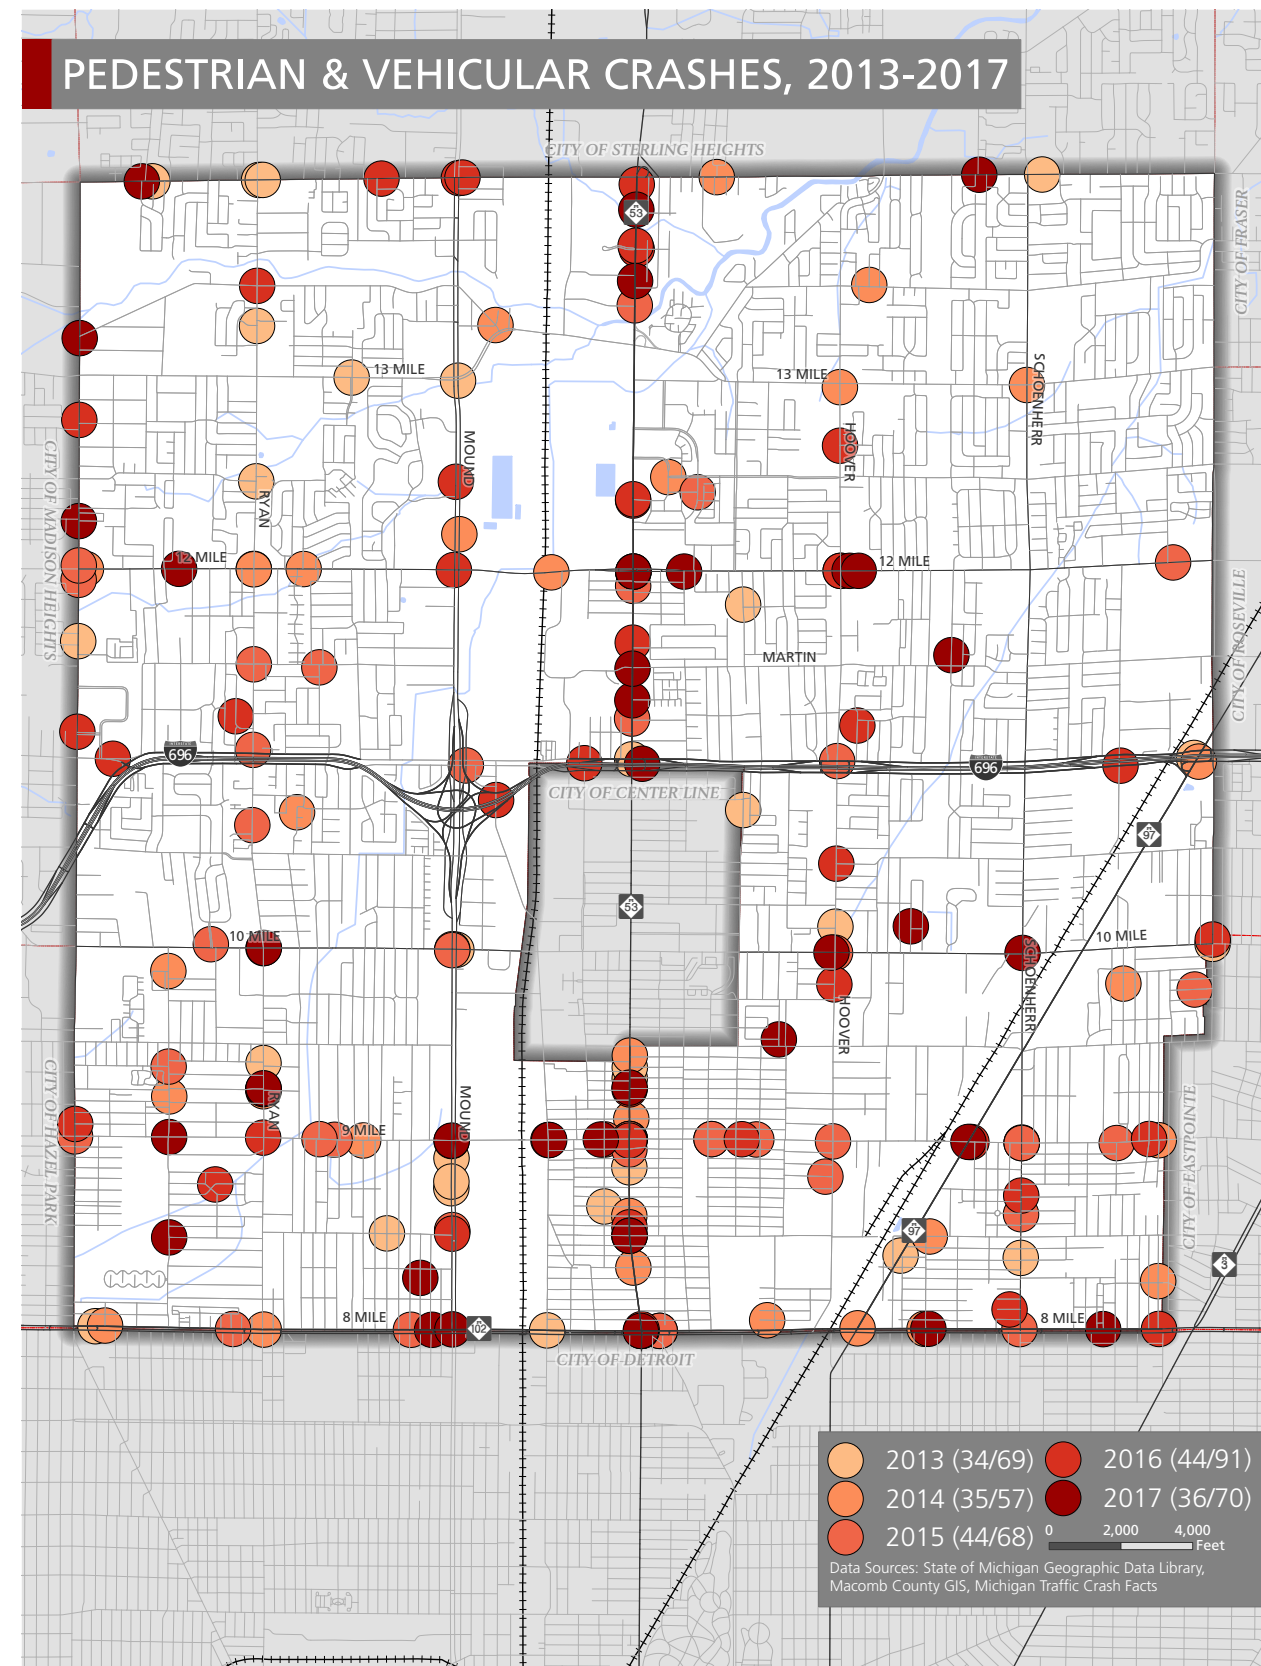 PEDESTRIAN & VEHICULAR CRASHES, 2013-2017
CITY OF STERLING HEIGHTS
53
CITY OF FRASER
13 MILE
13 MILE
SCHOENHERR
HOOVER
MOUND
RYAN
CITY OF MADISON HEIGHTS
12 MILE
12 MILE
CITY OF ROSEVILLE
MARTIN
INTERSTATE
696
INTERSTATE
696
CITY OF CENTER LINE
97
53
10 MILE
10 MILE
SCHOENHERR
HOOVER
CITY OF HAZEL PARK
RYAN
MOUND
9 MILE
CITY OF EASTPOINTE
97
3
8 MILE
102
8 MILE
CITY OF DETROIT
2013 (34/69)
2016 (44/91)
2014 (35/57)
2017 (36/70)
2015 (44/68)
0 2,000 4,000
Feet
Data Sources: State of Michigan Geographic Data Library,
Macomb County GIS, Michigan Traffic Crash Facts